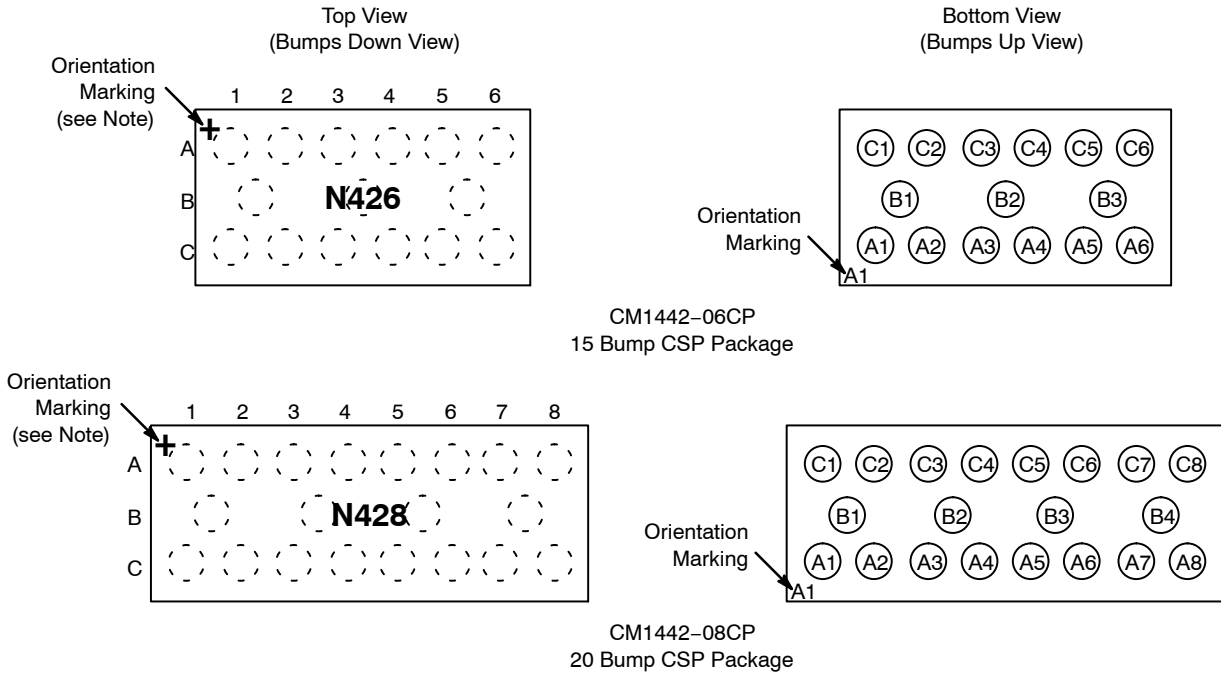 Top View
(Bumps Down View)
Bottom View
(Bumps Up View)
Orientation
Marking
(see Note)
1 2 3 4 5 6
+
A
B
C
N426
C1 C2 C3 C4 C5 C6
B1 B2 B3
Orientation
Marking
A1 A2 A3 A4 A5 A6
A1
CM1442−06CP
15 Bump CSP Package
Orientation
Marking
(see Note)
1 2 3 4 5 6 7 8
+
A
B
C
N428
C1 C2 C3 C4 C5 C6 C7 C8
B1 B2 B3 B4
Orientation
Marking
A1 A2 A3 A4 A5 A6 A7 A8
A1
CM1442−08CP
20 Bump CSP Package